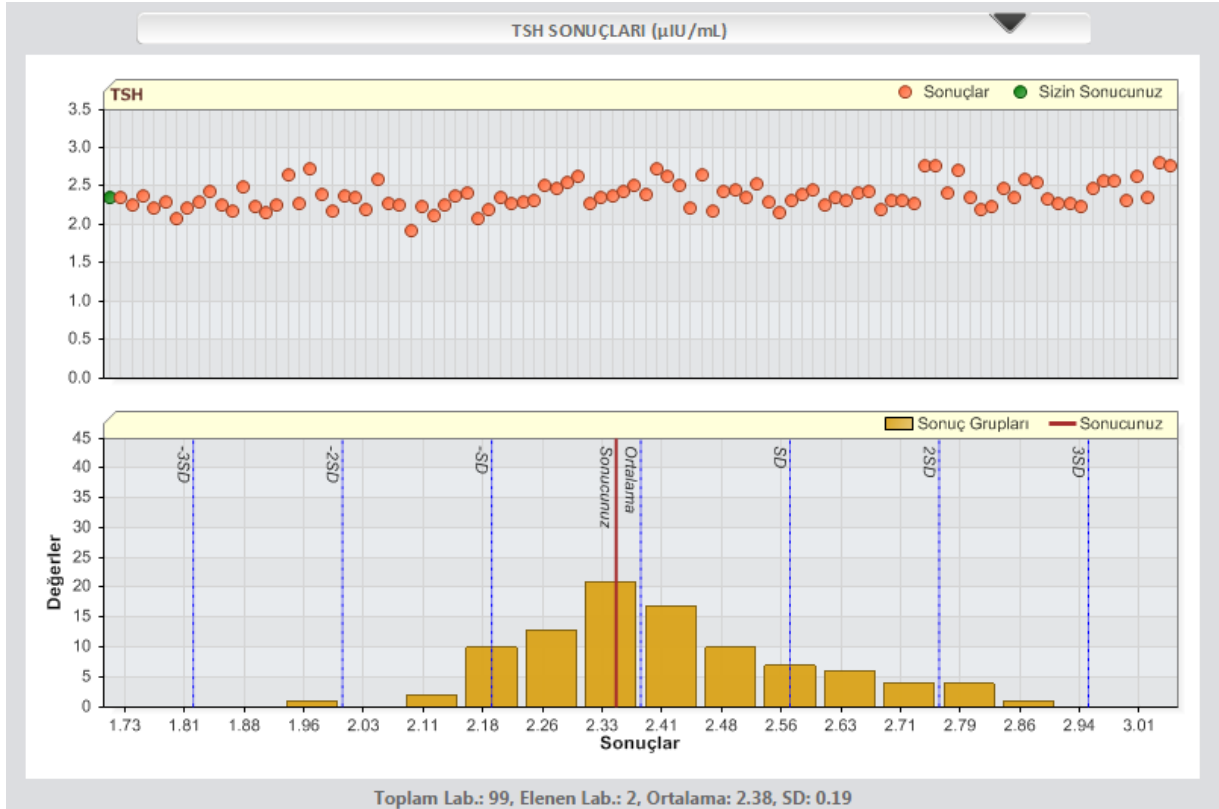 TSH SONUÇLARI (µIU/mL)
TSH
Sonuçlar
Sizin Sonucunuz
3.5
3.0
2.5
2.0
1.5
1.0
0.5
0.0
Sonuç Grupları
Sonucunuz
45
40
35
30
25
20
15
10
5
0
Değerler
-3SD
-2SD
-SD
Sonucunuz
Ortalama
SD
2SD
3SD
1.73 1.81 1.88 1.96 2.03 2.11 2.18 2.26 2.33 2.41 2.48 2.56 2.63 2.71 2.79 2.86 2.94 3.01
Sonuçlar
Toplam Lab.: 99, Elenen Lab.: 2, Ortalama: 2.38, SD: 0.19